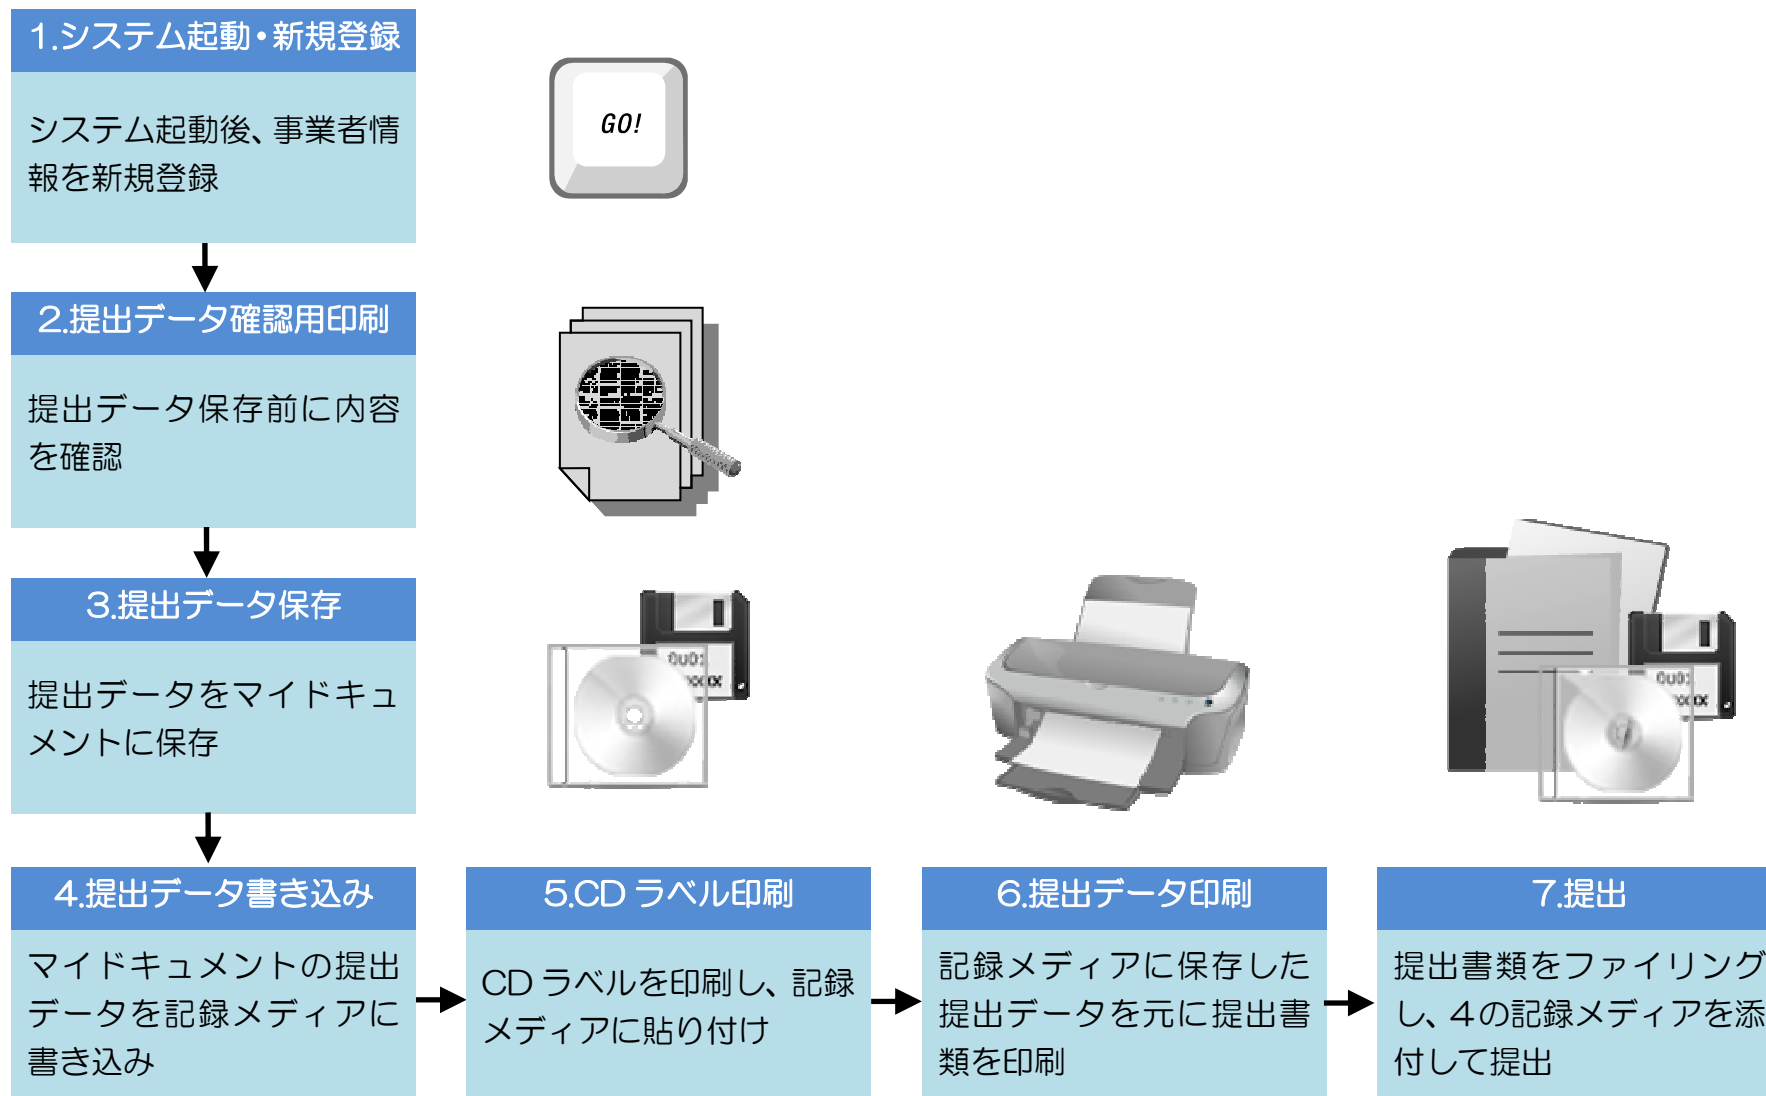 1.システム起動・新規登録
システム起動後、事業者情
報を新規登録
GO!
2.提出データ確認用印刷
提出データ保存前に内容
を確認
3.提出データ保存
提出データをマイドキュ
メントに保存
4.提出データ書き込み
マイドキュメントの提出
データを記録メディアに
書き込み
5.CD ラベル印刷
CD ラベルを印刷し、記録
メディアに貼り付け
6.提出データ印刷
記録メディアに保存した
提出データを元に提出書
類を印刷
7.提出
提出書類をファイリング
し、4の記録メディアを添
付して提出